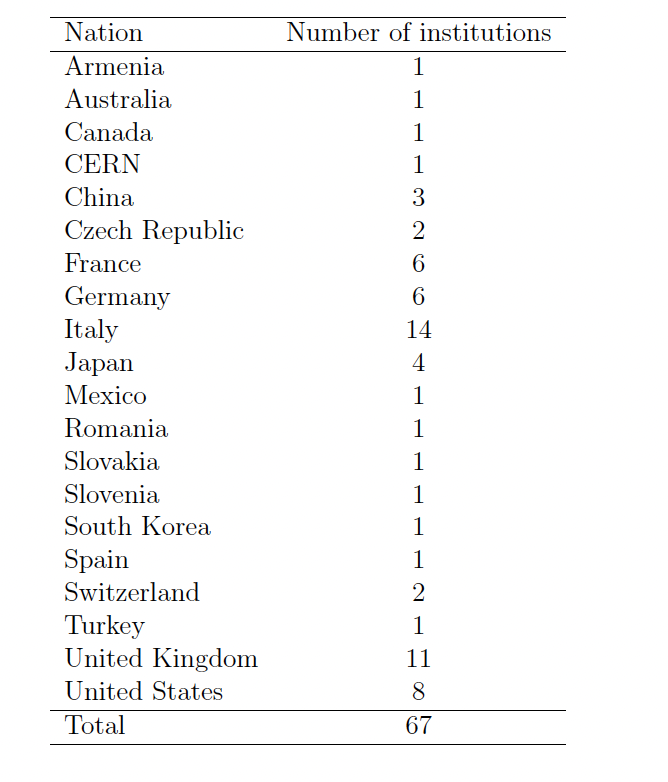 Nation Number of institutions
Armenia 1
Australia 1
Canada 1
CERN 1
China 3
Czech Republic 2
France 6
Germany 6
Italy 14
Japan 4
Mexico 1
Romania 1
Slovakia 1
Slovenia 1
South Korea 1
Spain 1
Switzerland 2
Turkey 1
United Kingdom 11
United States 8
Total 67